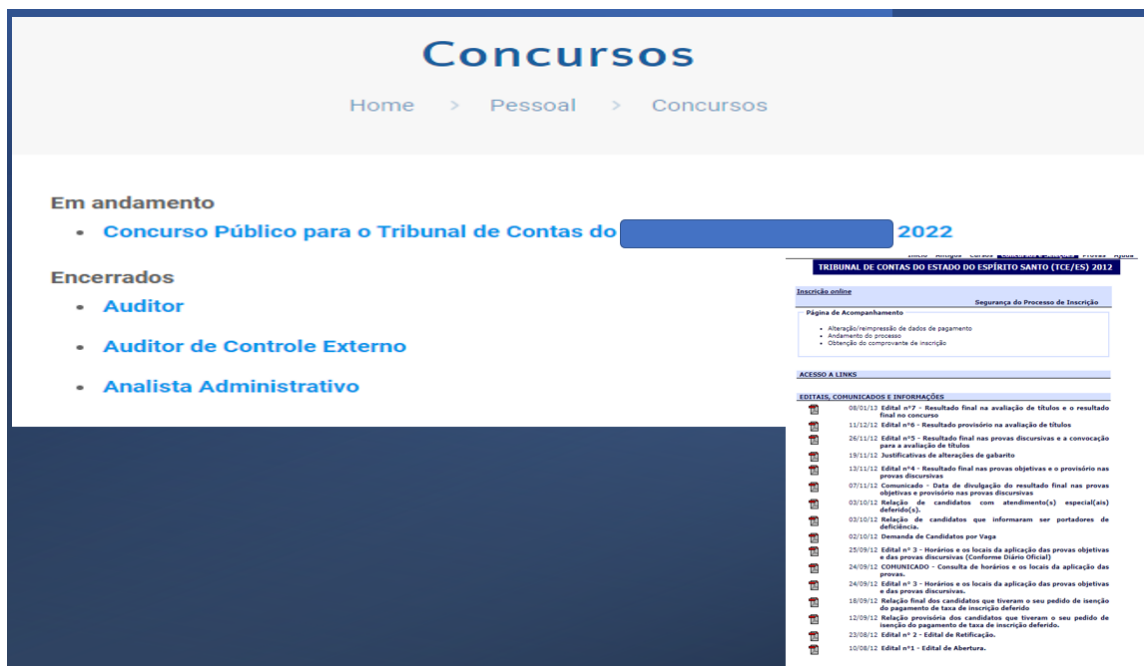 Concursos
Home > Pessoal > Concursos
Em andamento
• Concurso Público para o Tribunal de Contas do 2022
Encerrados
• Auditor
• Auditor de Controle Externo
• Analista Administrativo
Início Antigos Cursos Provas Ajuda
TRIBUNAL DE CONTAS DO ESTADO DO ESPÍRITO SANTO (TCE/ES) 2012
Inscrição online
Segurança do Processo de Inscrição
Página de Acompanhamento
• Alteração/reimpressão de dados de pagamento
• Andamento do processo
• Obtenção do comprovante de inscrição
ACESSO A LINKS
EDITAIS, COMUNICADOS E INFORMAÇÕES
08/01/13 Edital nº7 - Resultado final na avaliação de títulos e o resultado
final no concurso
11/12/12 Edital nº6 - Resultado provisório na avaliação de títulos
26/11/12 Edital nº5 - Resultado final nas provas discursivas e a convocação
para a avaliação de títulos
19/11/12 Justificativas de alterações de gabarito
13/11/12 Edital nº4 - Resultado final nas provas objetivas e o provisório nas
provas discursivas
07/11/12 Comunicado - Data de divulgação do resultado final nas provas
objetivas e provisório nas provas discursivas
03/10/12 Relação de candidatos com atendimento(s) especial(ais)
deferido(s).
03/10/12 Relação de candidatos que informaram ser portadores de
deficiência.
02/10/12 Demanda de Candidatos por Vaga
25/09/12 Edital nº 3 - Horários e os locais da aplicação das provas objetivas
e das provas discursivas (Conforme Diário Oficial)
24/09/12 COMUNICADO - Consulta de horários e os locais da aplicação das
provas.
24/09/12 Edital nº 3 - Horários e os locais da aplicação das provas objetivas
e das provas discursivas.
18/09/12 Relação final dos candidatos que tiveram o seu pedido de isenção
do pagamento de taxa de inscrição deferido
12/09/12 Relação provisória dos candidatos que tiveram o seu pedido de
isenção do pagamento de taxa de inscrição deferido.
23/08/12 Edital nº 2 - Edital de Retificação.
10/08/12 Edital nº1 - Edital de Abertura.